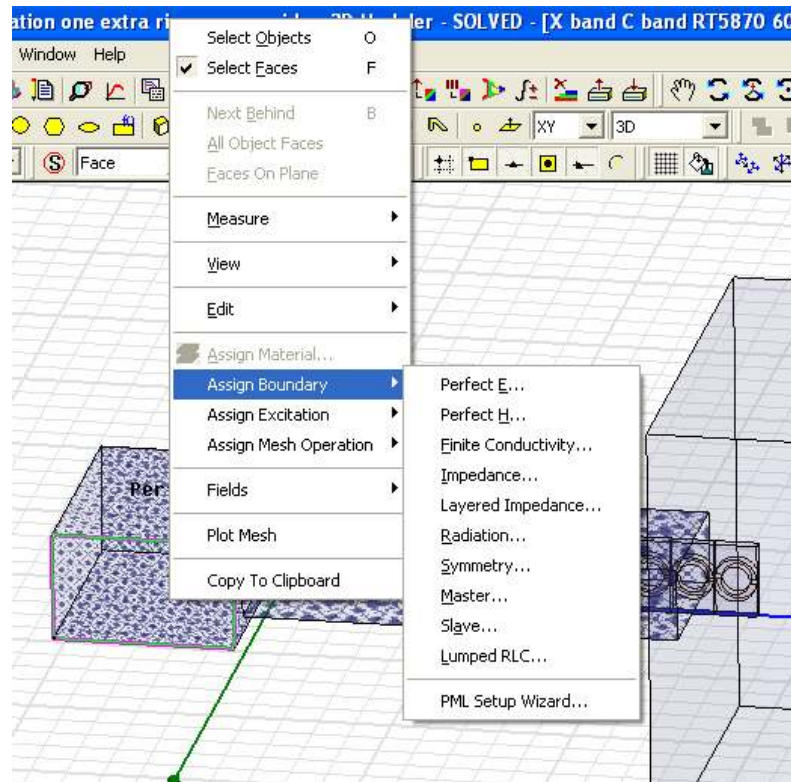 ation one extra ri
ler - SOLVED - [X band C band RT5870 60
Window Help
XY
3D
S Face
Select Objects O
Select Faces F
Next Behind B
All Object Faces
Faces On Plane
Measure
View
Edit
Assign Material...
Assign Boundary
Assign Excitation
Assign Mesh Operation
Fields
Plot Mesh
Copy To Clipboard
Perfect E...
Perfect H...
Finite Conductivity...
Impedance...
Layered Impedance...
Radiation...
Symmetry...
Master...
Slave...
Lumped RLC...
PML Setup Wizard...
Per